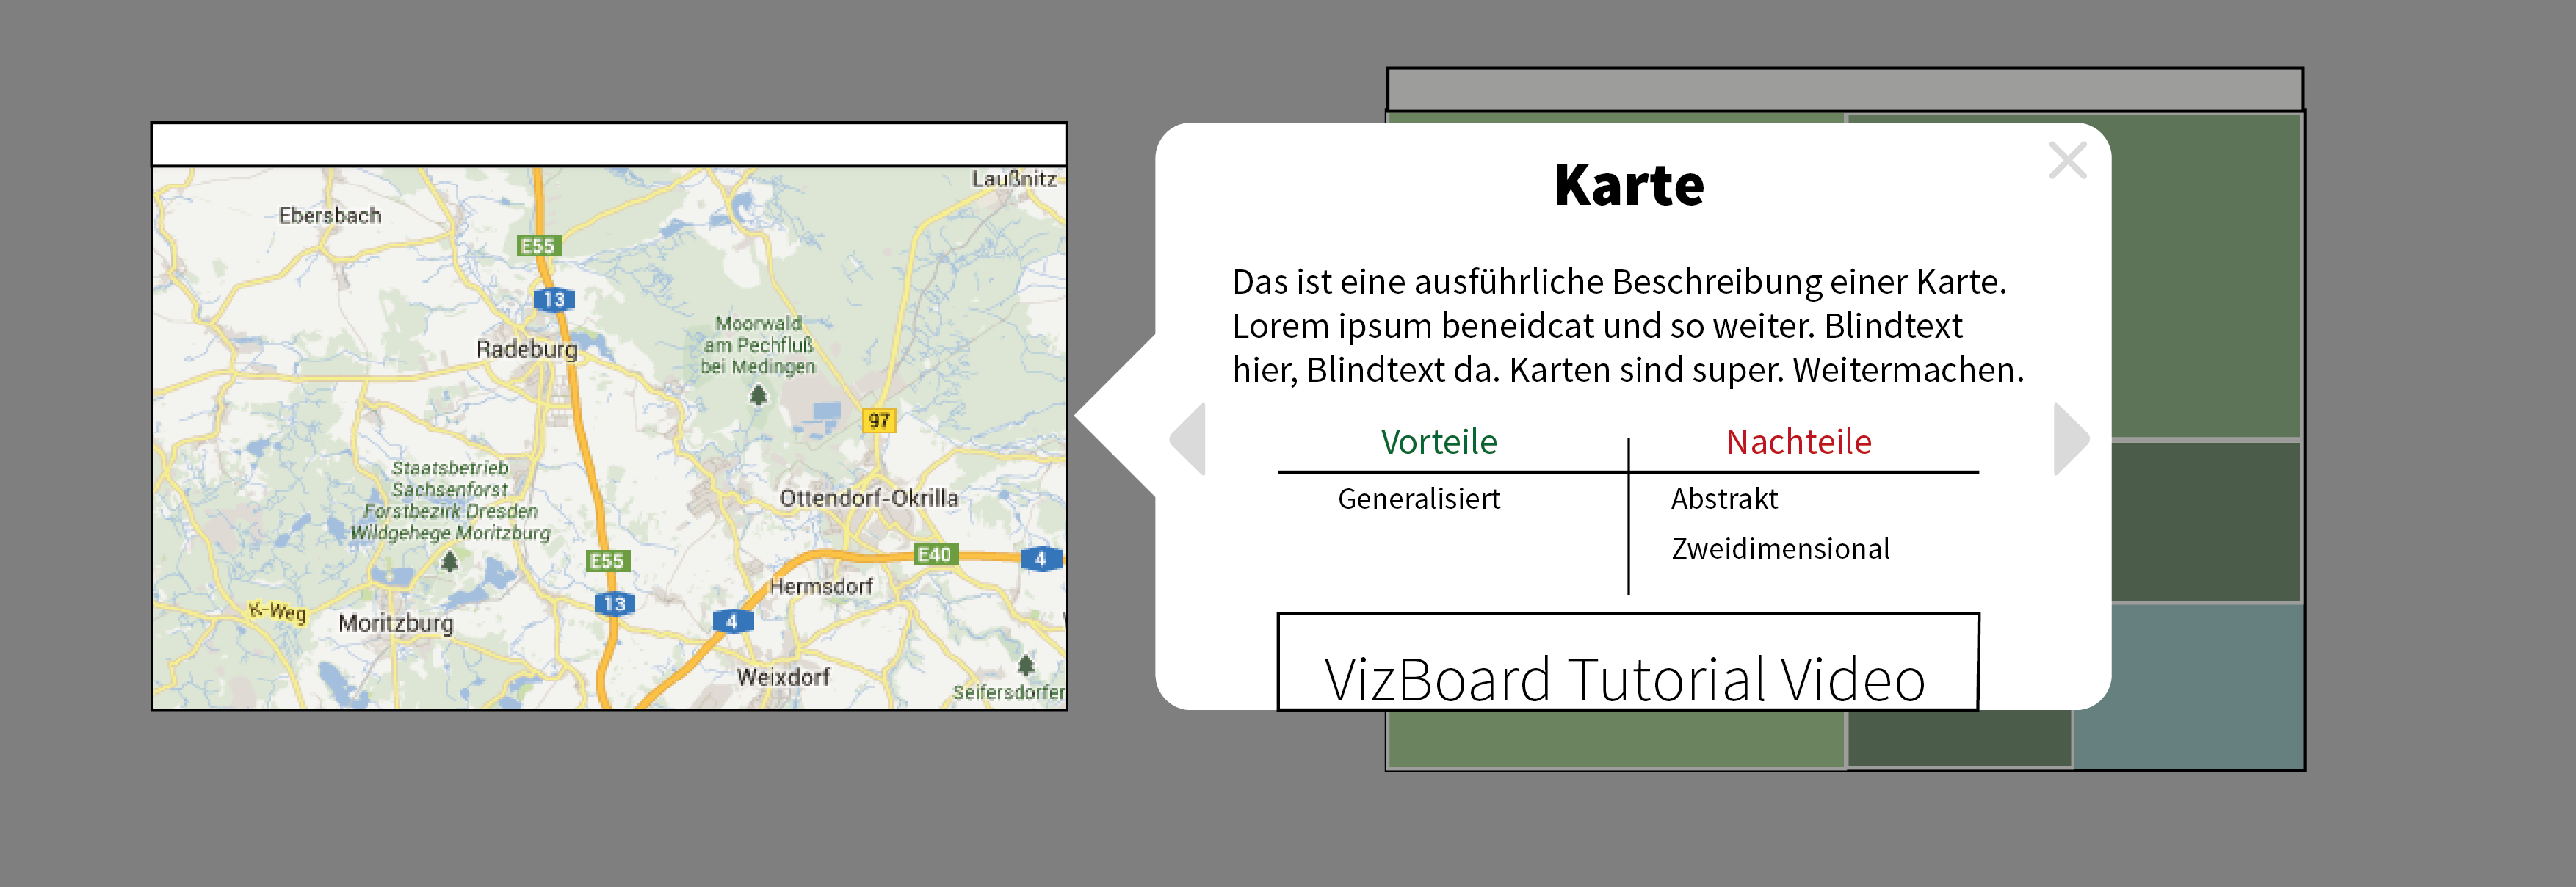 Laußnitz
Ebersbach
E55
13
Moorwald
am Pechfluß
bei Medingen
Radeburg
97
Staatsbetrieb
Sachsenforst
Forstbezirk Dresden
Wildgehege Moritzburg
Ottendorf-Okrilla
E55
E40
4
Hermsdorf
13
K-Weg
4
Moritzburg
Weixdorf
Seifersdorfer
Karte
Das ist eine ausführliche Beschreibung einer Karte.
Lorem ipsum beneidcat und so weiter. Blindtext
hier, Blindtext da. Karten sind super. Weitermachen.
Vorteile Nachteile
Generalisiert Abstrakt
Zweidimensional
VizBoard Tutorial Video